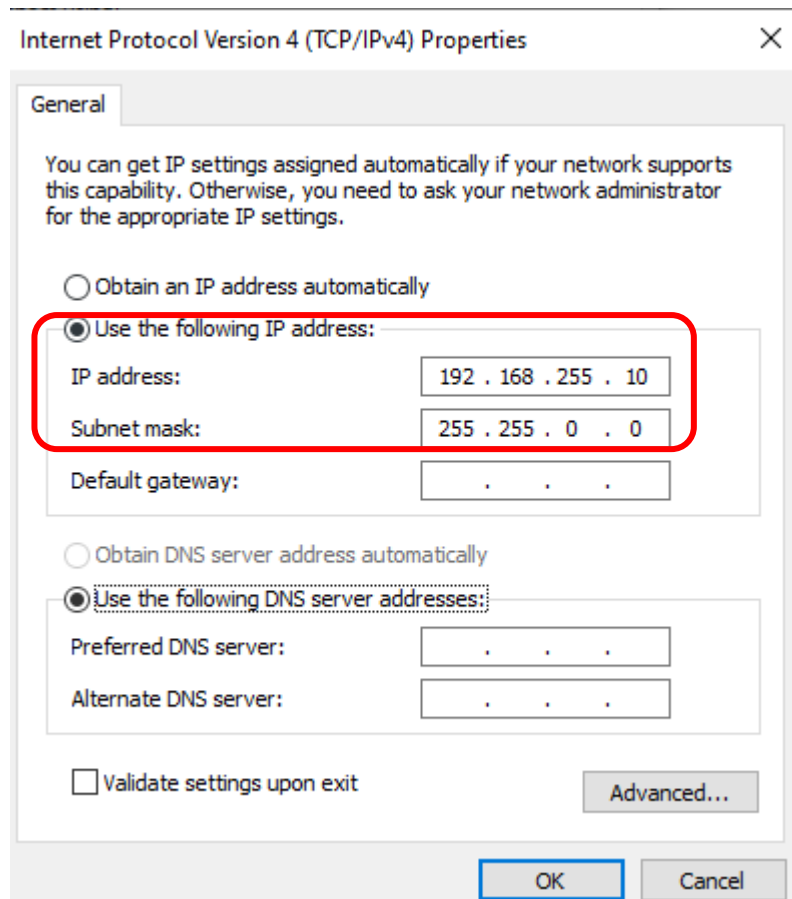 Internet Protocol Version 4 (TCP/IPv4) Properties
General
You can get IP settings assigned automatically if your network supports
this capability. Otherwise, you need to ask your network administrator
for the appropriate IP settings.
Obtain an IP address automatically
Use the following IP address:
IP address: 192 . 168 . 255 . 10
Subnet mask: 255 . 255 . 0 . 0
Default gateway: . . .
Obtain DNS server address automatically
Use the following DNS server addresses:
Preferred DNS server: . . .
Alternate DNS server: . . .
Validate settings upon exit
Advanced...
OK Cancel